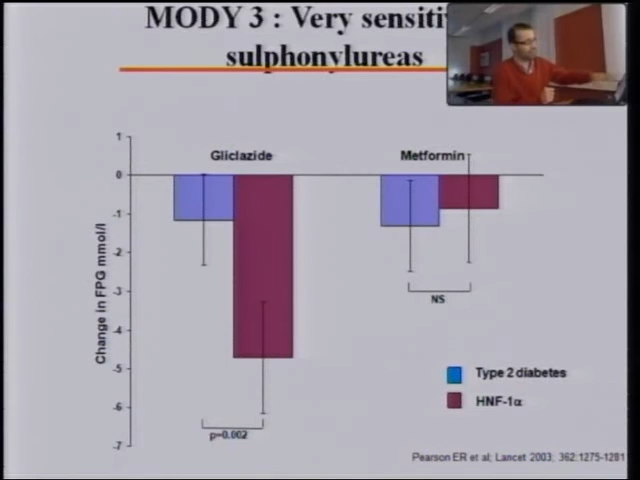 MODY 3 : Very
sulphonylureas
Gliclazide
Metformin
1
0
-1
-2
-3
-4
-5
-6
-7
Change in FPG mmol/l
NS
p=0.002
Type 2 diabetes
HNF-1α
Pearson ER et al; Lancet 2003; 362:1275-1281